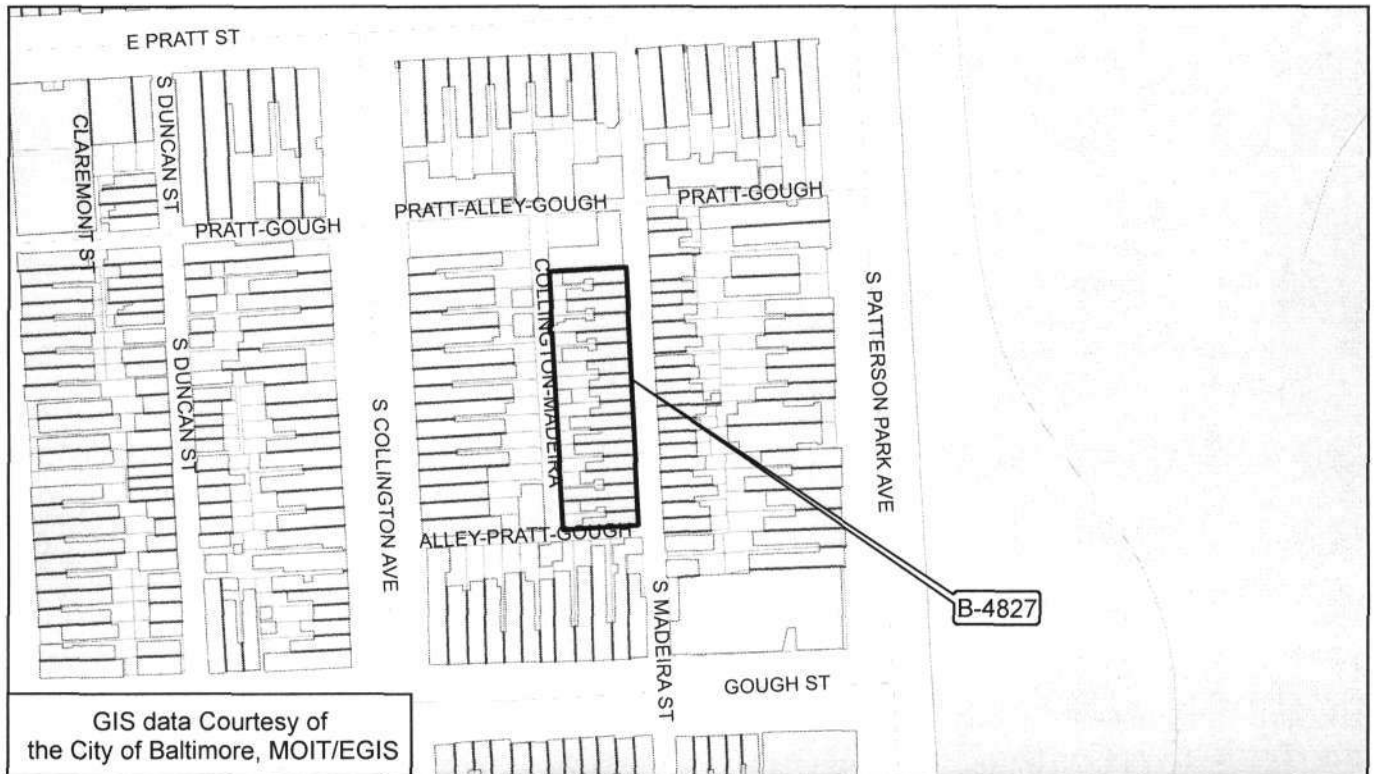 E PRATT ST
S DUNCAN ST
CLAREMONT ST
PRATT-ALLEY-GOUGH
PRATT-GOUGH
PRATT-GOUGH
COLLINGTON-MADEIRA
S PATTERSON PARK AVE
S DUNCAN ST
S COLLINGTON AVE
ALLEY-PRATT-GOUGH
S MADEIRA ST
B-4827
GOUGH ST
GIS data Courtesy of
the City of Baltimore, MOIT/EGIS